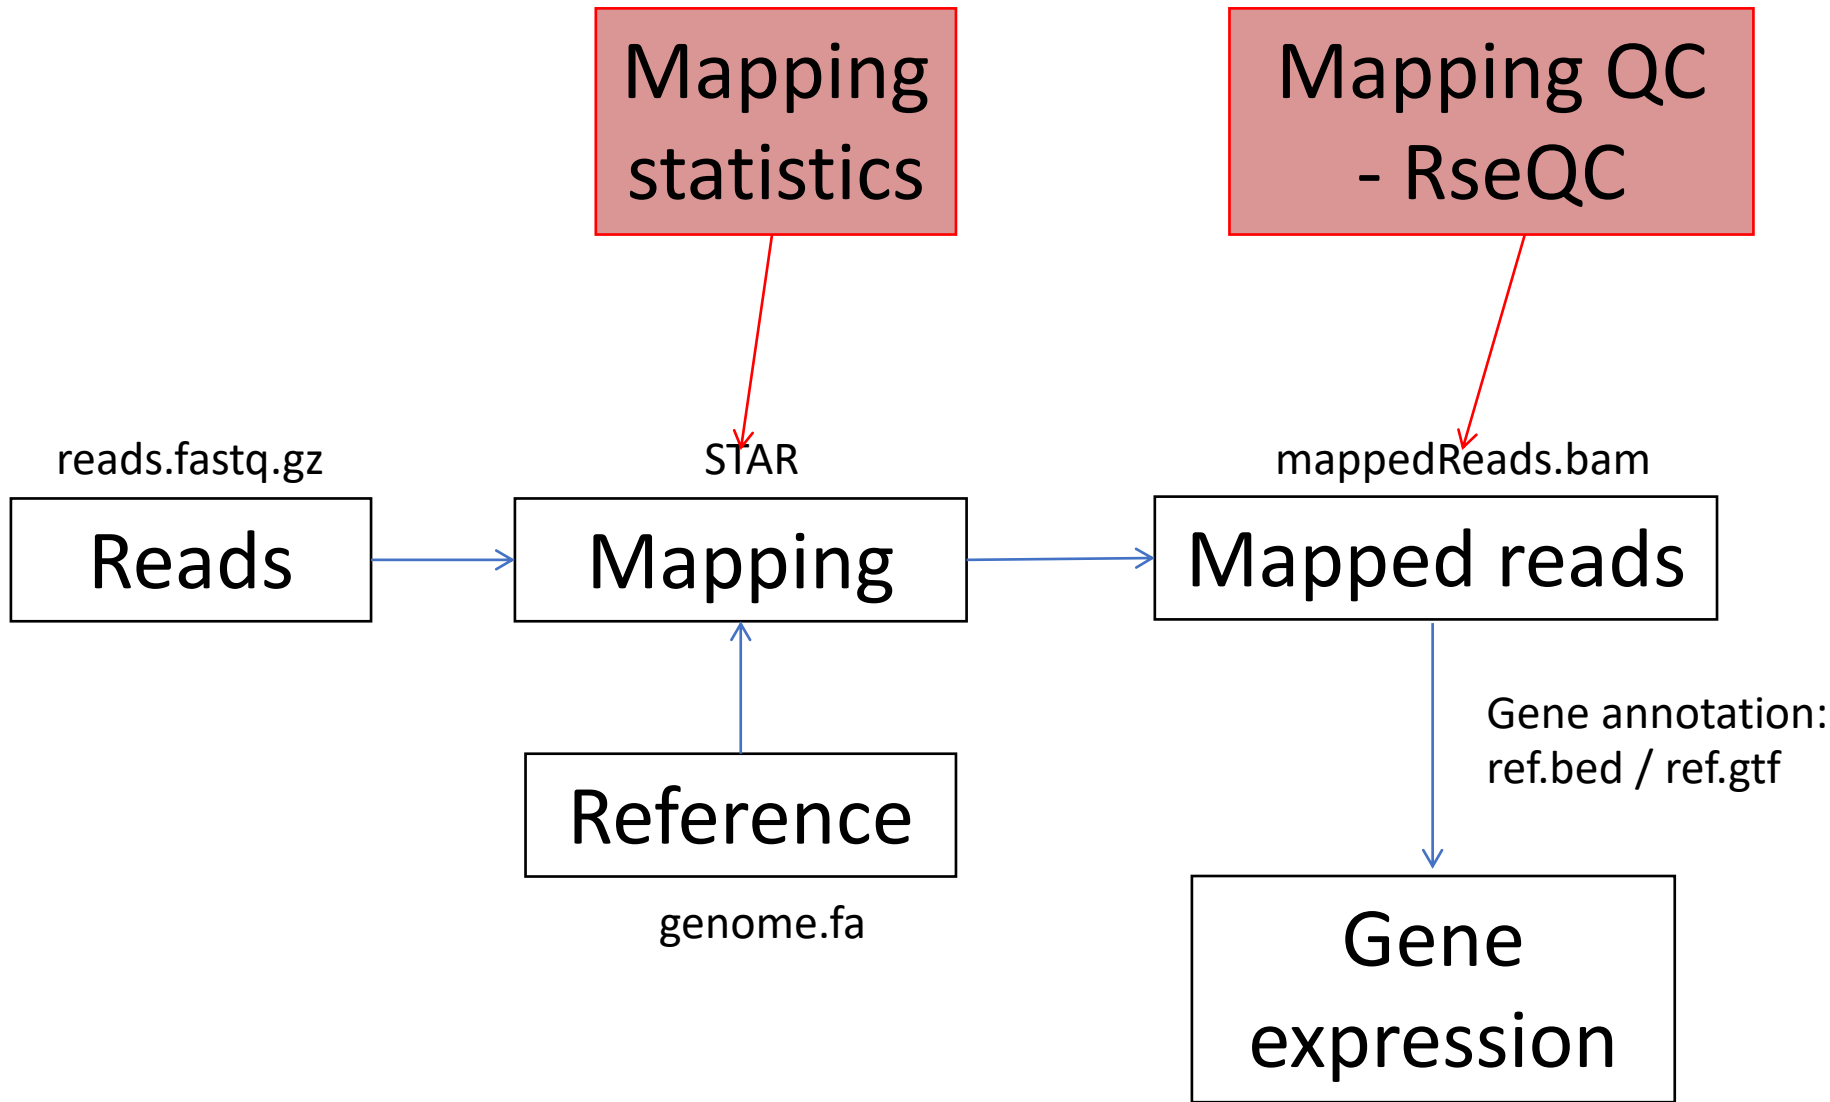 Mapping
statistics
Mapping QC
- RseQC
reads.fastq.gz
STAR
mappedReads.bam
Reads
Mapping
Mapped reads
Gene annotation:
ref.bed / ref.gtf
Reference
genome.fa
Gene
expression